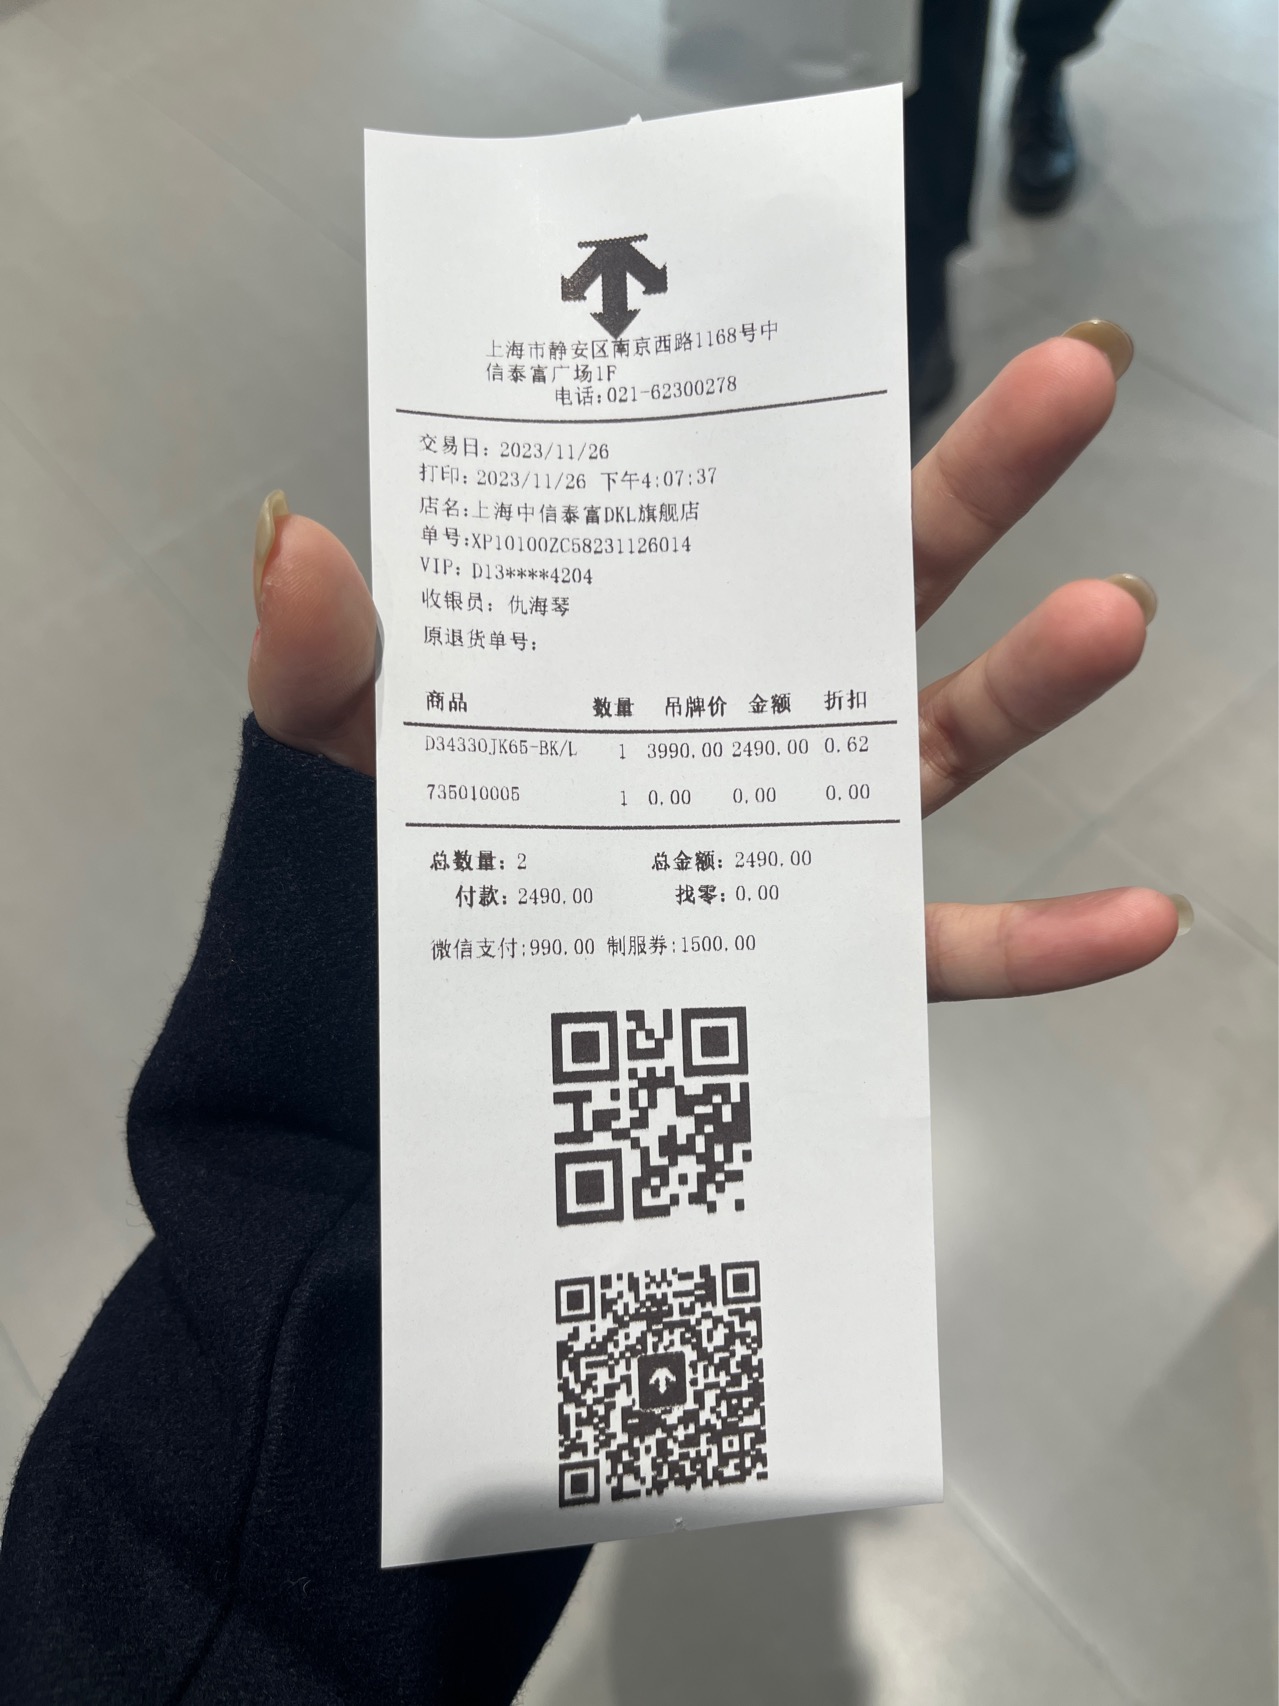 上海市静安区南京西路1168号中
信泰富广场1F
电话:021-62300278
交易日: 2023/11/26
打印: 2023/11/26 下午4:07:37
店名:上海中信泰富DKL旗舰店
单号:XP10100ZC58231126014
VIP: D13****4204
收银员: 仇海琴
原退货单号:
商品 数量 吊牌价 金额 折扣
D34330JK65-BK/L 1 3990.00 2490.00 0.62
735010005 1 0.00 0.00 0.00
总数量: 2 总金额: 2490.00
付款: 2490.00 找零: 0.00
微信支付:990.00 制服券:1500.00